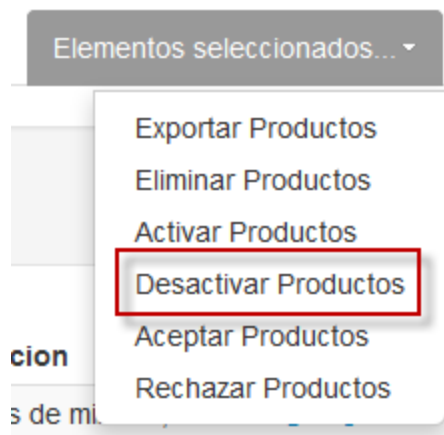 Elementos seleccionados...
Exportar Productos
Eliminar Productos
Activar Productos
Desactivar Productos
Aceptar Productos
cion
Rechazar Productos
s de mi